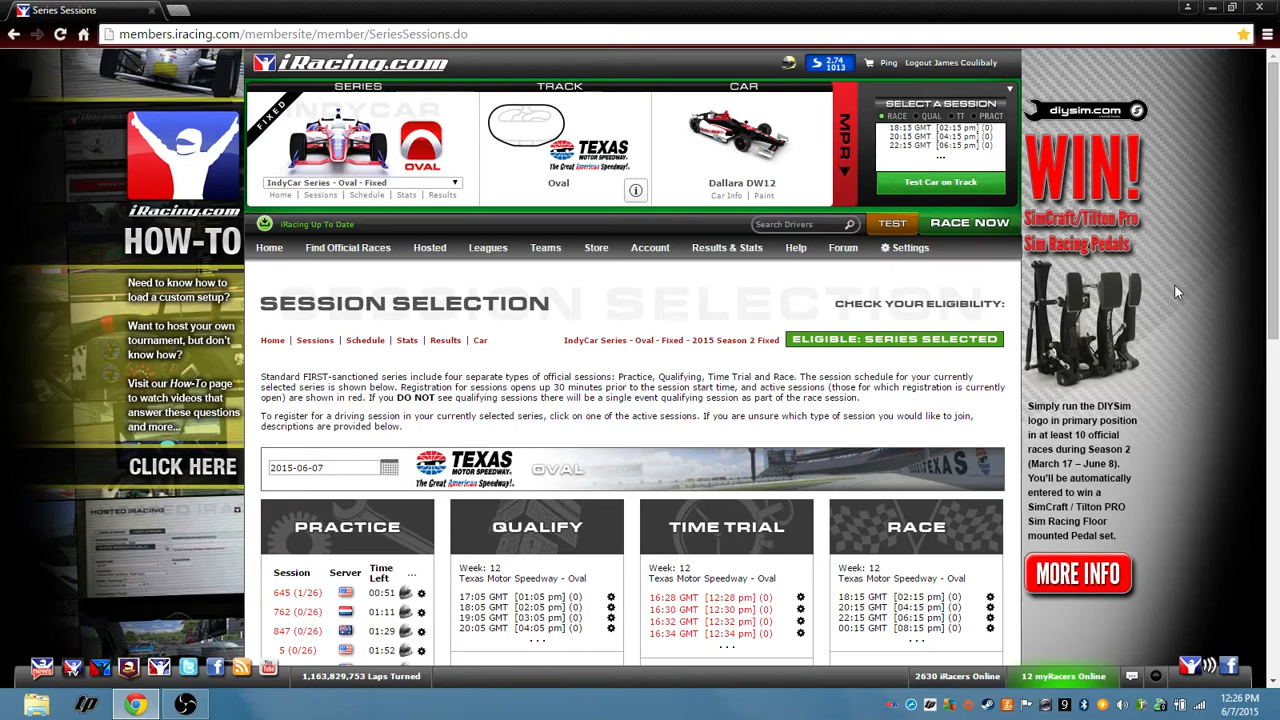 Series Sessions
members.iracing.com/membersite/member/SeriesSessions.do
iRacing.com
2.74
1013
Ping
Logout James Coulibaly
SERIES
TRACK
CAR
FIXED
INDYCAR
OVAL
TEXAS
MOTOR SPEEDWAY
The Great American Speedway!
IndyCar Series - Oval - Fixed
Home | Sessions | Schedule | Stats | Results
Oval
Dallara DW12
Car Info | Paint
MPR
SELECT A SESSION
RACE QUAL TT PRACT
18:15 GMT [02:15 pm] (0)
20:15 GMT [04:15 pm] (0)
22:15 GMT [06:15 pm] (0)
...
Test Car on Track
iRacing Up To Date
Search Drivers
TEST
RACE NOW
Home
Find Official Races
Hosted
Leagues
Teams
Store
Account
Results & Stats
Help
Forum
Settings
iRacing.com
HOW-TO
Need to know how to
load a custom setup?
Want to host your own
tournament, but don't
know how?
Visit our How-To page
to watch videos that
answer these questions
and more...
CLICK HERE
SESSION SELECTION
CHECK YOUR ELIGIBILITY:
Home | Sessions | Schedule | Stats | Results | Car
IndyCar Series - Oval - Fixed - 2015 Season 2 Fixed
ELIGIBLE: SERIES SELECTED
Standard FIRST-sanctioned series include four separate types of official sessions: Practice, Qualifying, Time Trial and Race. The session schedule for your currently
selected series is shown below. Registration for sessions opens up 30 minutes prior to the session start time, and active sessions (those for which registration is currently
open) are shown in red. If you DO NOT see qualifying sessions there will be a single event qualifying session as part of the race session.
To register for a driving session in your currently selected series, click on one of the active sessions. If you are unsure which type of session you would like to join,
descriptions are provided below.
2015-06-07
TEXAS
MOTOR SPEEDWAY
The Great American Speedway!
OVAL
PRACTICE
Session Server Time Left ...
645 (1/26) 00:51
762 (0/26) 01:11
847 (0/26) 01:29
5 (0/26) 01:52
QUALIFY
Week: 12
Texas Motor Speedway - Oval
17:05 GMT [01:05 pm] (0)
18:05 GMT [02:05 pm] (0)
19:05 GMT [03:05 pm] (0)
20:05 GMT [04:05 pm] (0)
...
TIME TRIAL
Week: 12
Texas Motor Speedway - Oval
16:28 GMT [12:28 pm] (0)
16:30 GMT [12:30 pm] (0)
16:32 GMT [12:32 pm] (0)
16:34 GMT [12:34 pm] (0)
...
RACE
Week: 12
Texas Motor Speedway - Oval
18:15 GMT [02:15 pm] (0)
20:15 GMT [04:15 pm] (0)
22:15 GMT [06:15 pm] (0)
00:15 GMT [08:15 pm] (0)
...
diysim.com
WIN!
SimCraft/Tilton Pro
Sim Racing Pedals
Simply run the DIYSim
logo in primary position
in at least 10 official
races during Season 2
(March 17 – June 8).
You'll be automatically
entered to win a
SimCraft / Tilton PRO
Sim Racing Floor
mounted Pedal set.
MORE INFO
1,163,829,753 Laps Turned
2630 iRacers Online
12 myRacers Online
12:26 PM
6/7/2015